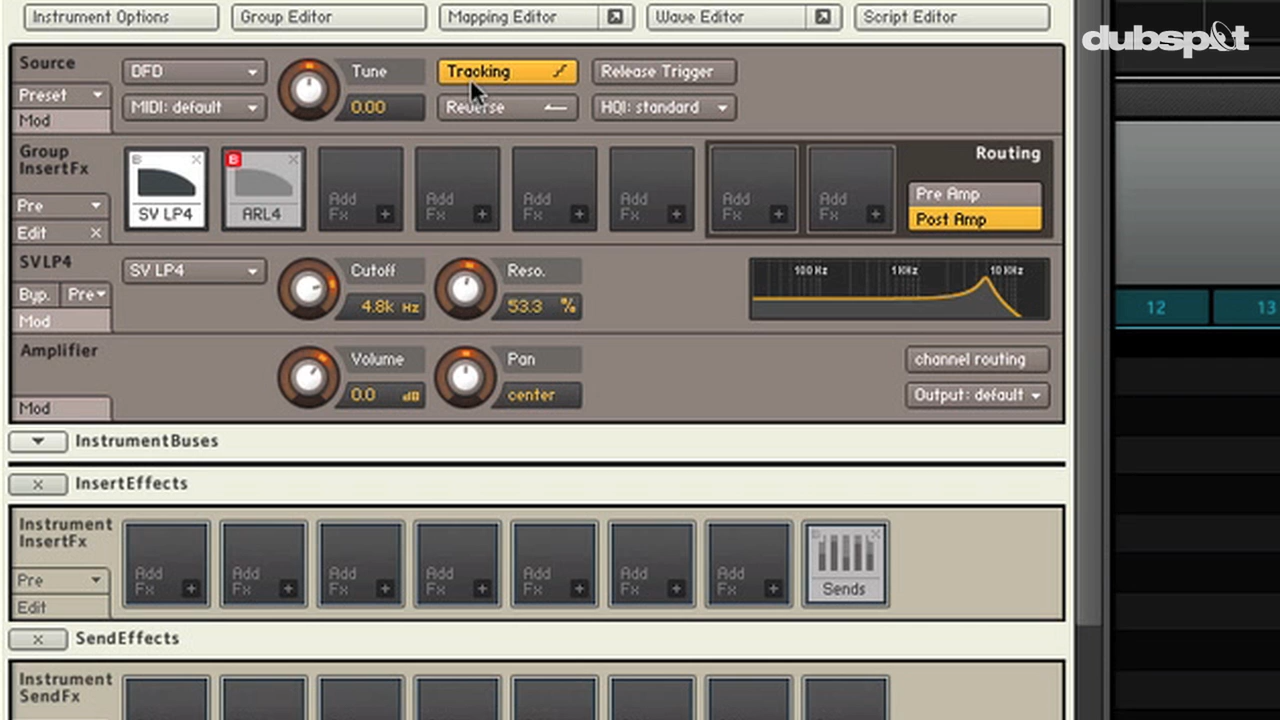 Instrument Options Group Editor Mapping Editor Wave Editor Script Editor
dubspot
Source DFD Tune Tracking Release Trigger
Preset MIDI: default 0.00 Reverse HQI: standard
Mod
Group
InsertFx
Routing
B X B X
SV LP4 ARL4
Add Fx + Add Fx + Add Fx + Add Fx + Add Fx + Add Fx +
Pre Amp
Pre Post Amp
Edit X
SVLP4 SV LP4 Cutoff Reso. 100 Hz 1 KHz 10 KHz
Byp. Pre 4.8k Hz 53.3 % 12 13
Mod
Amplifier Volume Pan channel routing
0.0 dB center Output: default
Mod
InstrumentBuses
X InsertEffects
Instrument
InsertFx
Add Fx + Add Fx + Add Fx + Add Fx + Add Fx + Add Fx + Add Fx + Sends
Pre
Edit
X SendEffects
Instrument
SendFx